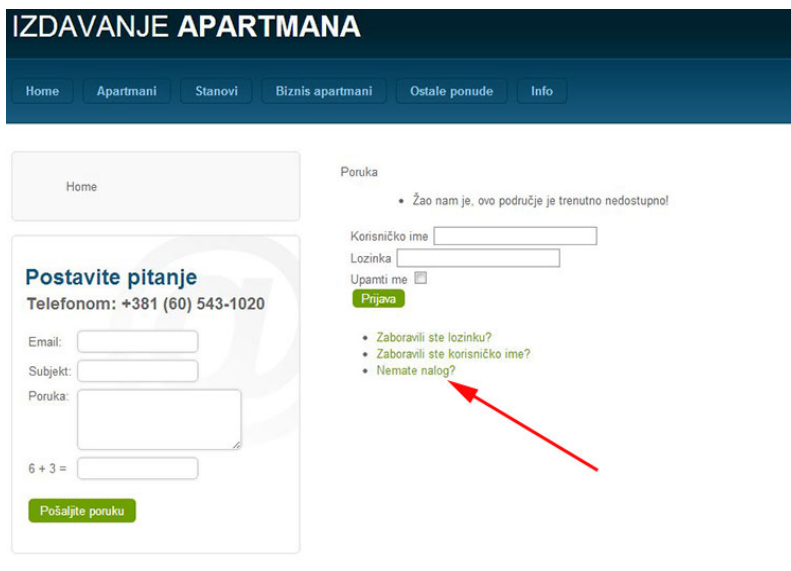 IZDAVANJE APARTMANA
Home Apartmani Stanovi Biznis apartmani Ostale ponude Info
Home
Postavite pitanje
Telefonom: +381 (60) 543-1020
Email:
Subjekt:
Poruka:
6 + 3 =
Pošaljite poruku
Poruka
• Žao nam je, ovo područje je trenutno nedostupno!
Korisničko ime
Lozinka
Upamti me
Prijava
• Zaboravili ste lozinku?
• Zaboravili ste korisničko ime?
• Nemate nalog?